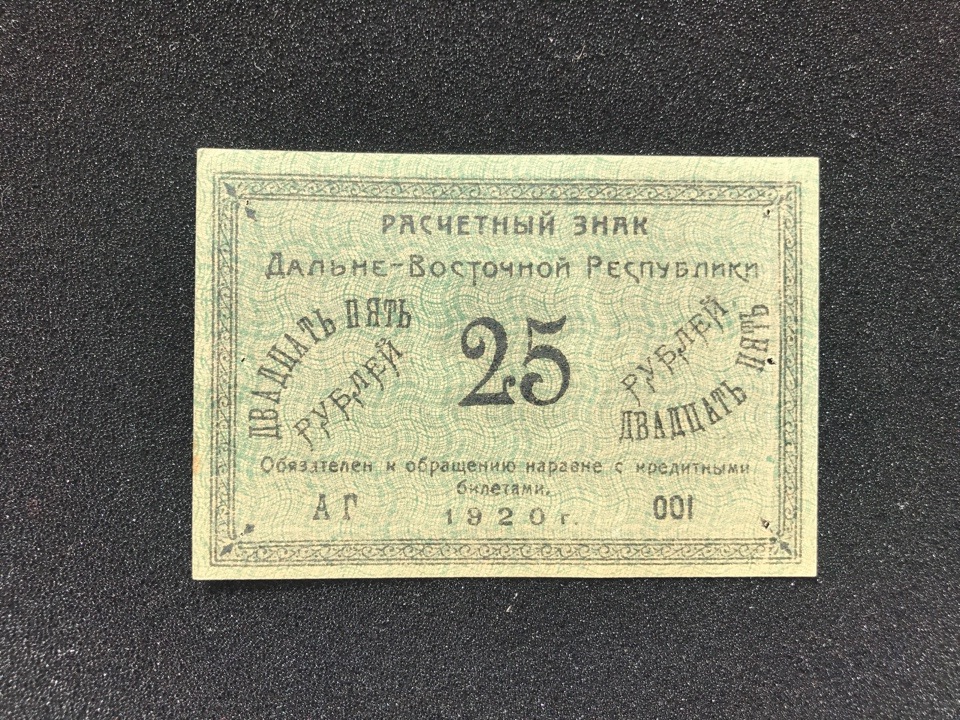 РАСЧЕТНЫЙ ЗНАК
ДАЛЬНЕ-ВОСТОЧНОЙ РЕСПУБЛИКИ
ДВАДЦАТЬ ПЯТЬ
РУБЛЕЙ
25
РУБЛЕЙ
ДВАДЦАТЬ ПЯТЬ
Обязателен к обращению наравне с кредитными
билетами.
АГ 1920 г. 001